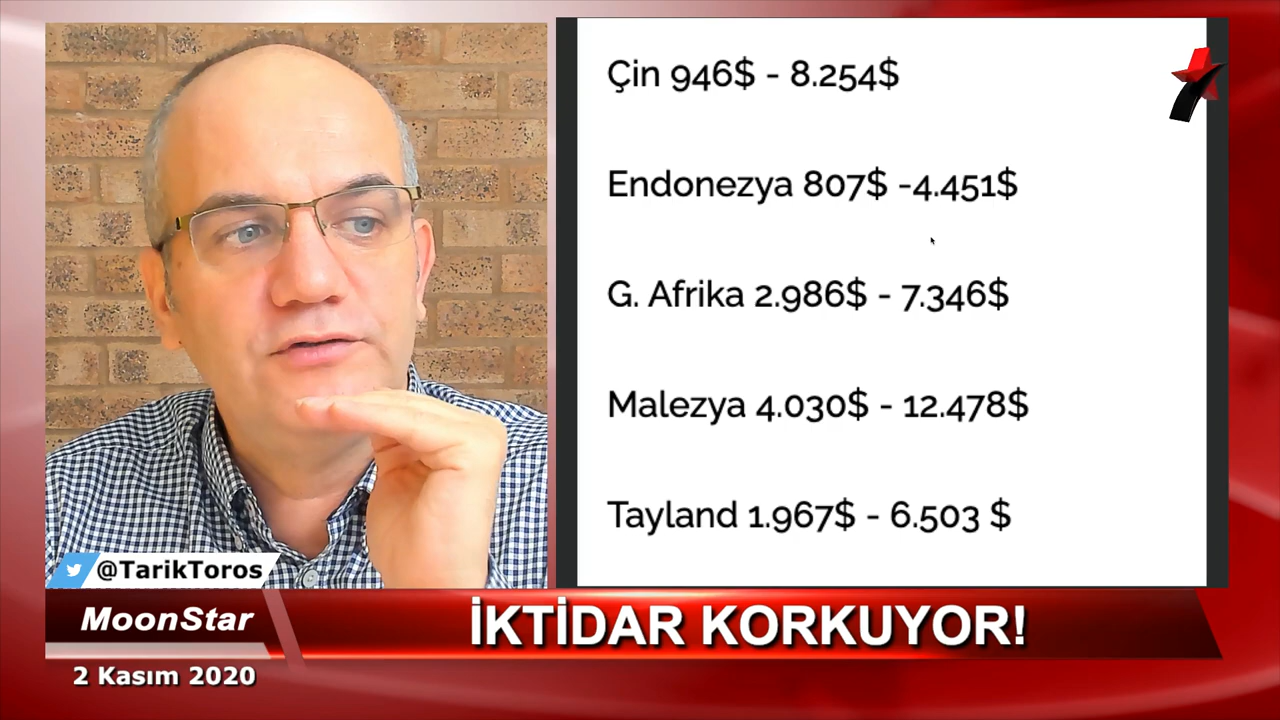 Çin 946$ - 8.254$
Endonezya 807$ -4.451$
G. Afrika 2.986$ - 7.346$
Malezya 4.030$ - 12.478$
Tayland 1.967$ - 6.503 $
@TarikToros
MoonStar
İKTİDAR KORKUYOR!
2 Kasım 2020